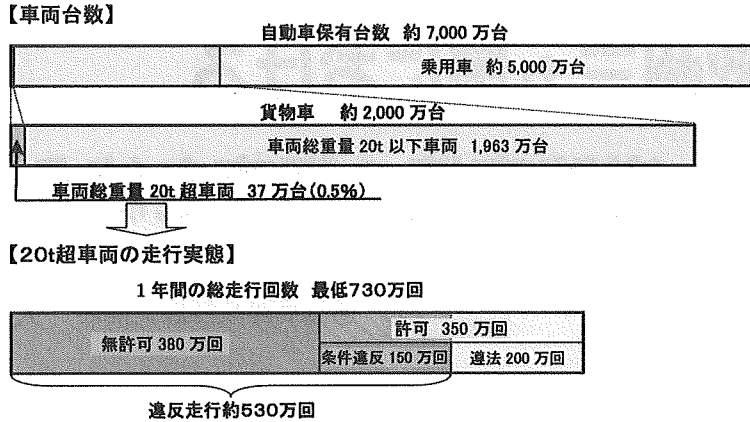 【車両台数】
自動車保有台数 約7,000万台
乗用車 約5,000万台
貨物車 約2,000万台
車両総重量20t以下車両 1,963万台
車両総重量20t超車両 37万台(0.5%)
【20t超車両の走行実態】
1年間の総走行回数 最低730万回
無許可380万回
許可 350万回
条件違反150万回
遵法200万回
違反走行約530万回